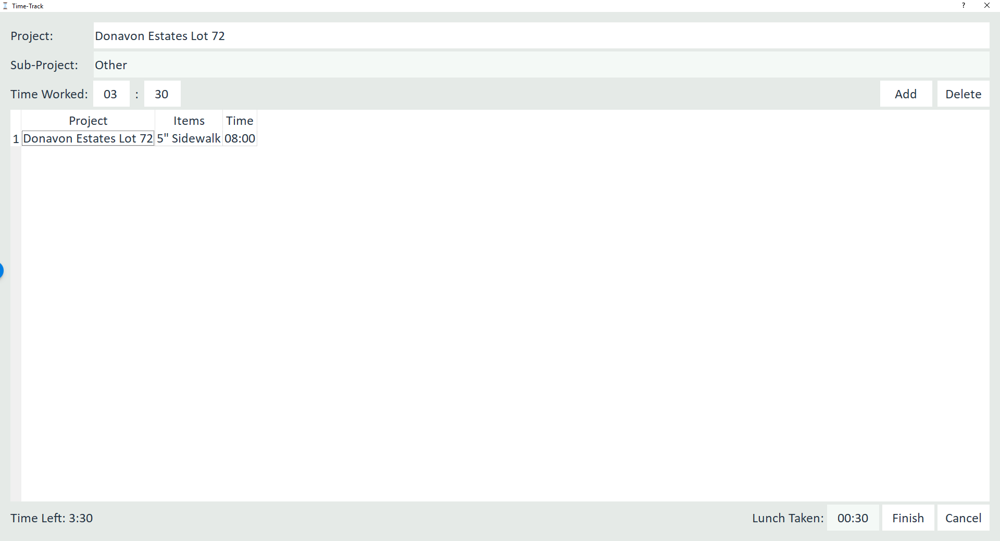 Time-Track ?
Project: Donavon Estates Lot 72
Sub-Project: Other
Time Worked: 03 : 30 Add Delete
Project Items Time
1 Donavon Estates Lot 72 5" Sidewalk 08:00
Time Left: 3:30 Lunch Taken: 00:30 Finish Cancel